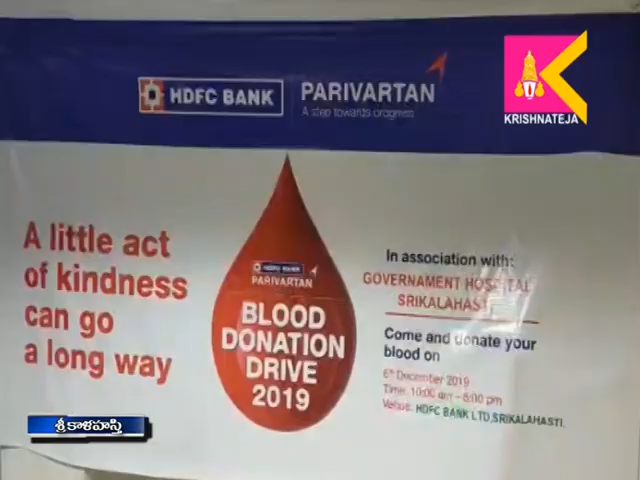 HDFC BANK
PARIVARTAN
A step towards progress
KRISHNATEJA
A little act
of kindness
can go
a long way
HDFC BANK
PARIVARTAN
BLOOD
DONATION
DRIVE
2019
In association with:
GOVERNAMENT HOSPITAL
SRIKALAHASTI
Come and donate your
blood on
6th December 2019
Time: 10:00 am - 6:00 pm
Venue: HDFC BANK LTD,SRIKALAHASTI.
శ్రీకాళహస్తి